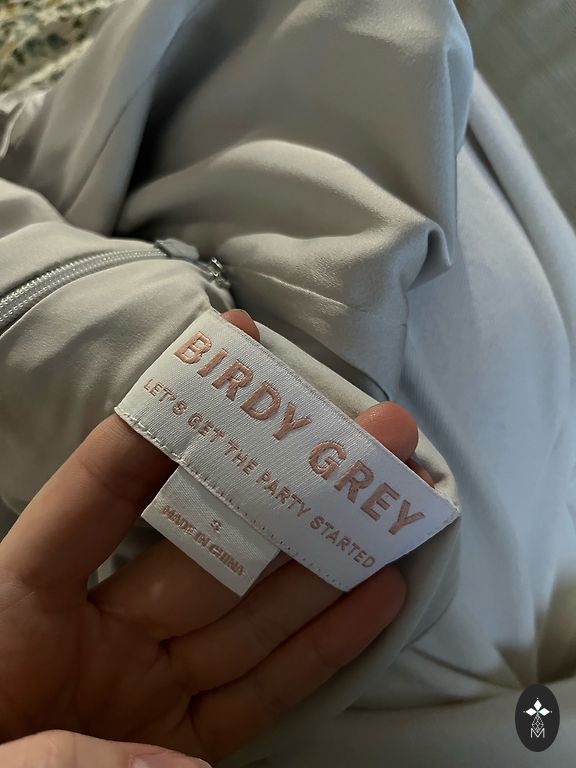 BIRDY GREY
LET'S GET THE PARTY STARTED
S
MADE IN CHINA